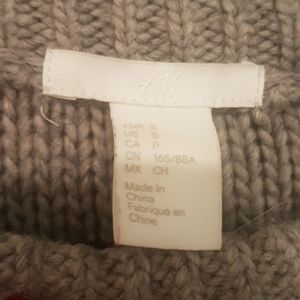 H&M
EUR S
US S
CA P
CN 165/88A
MX CH
Made in
China
Fabriqué en
Chine